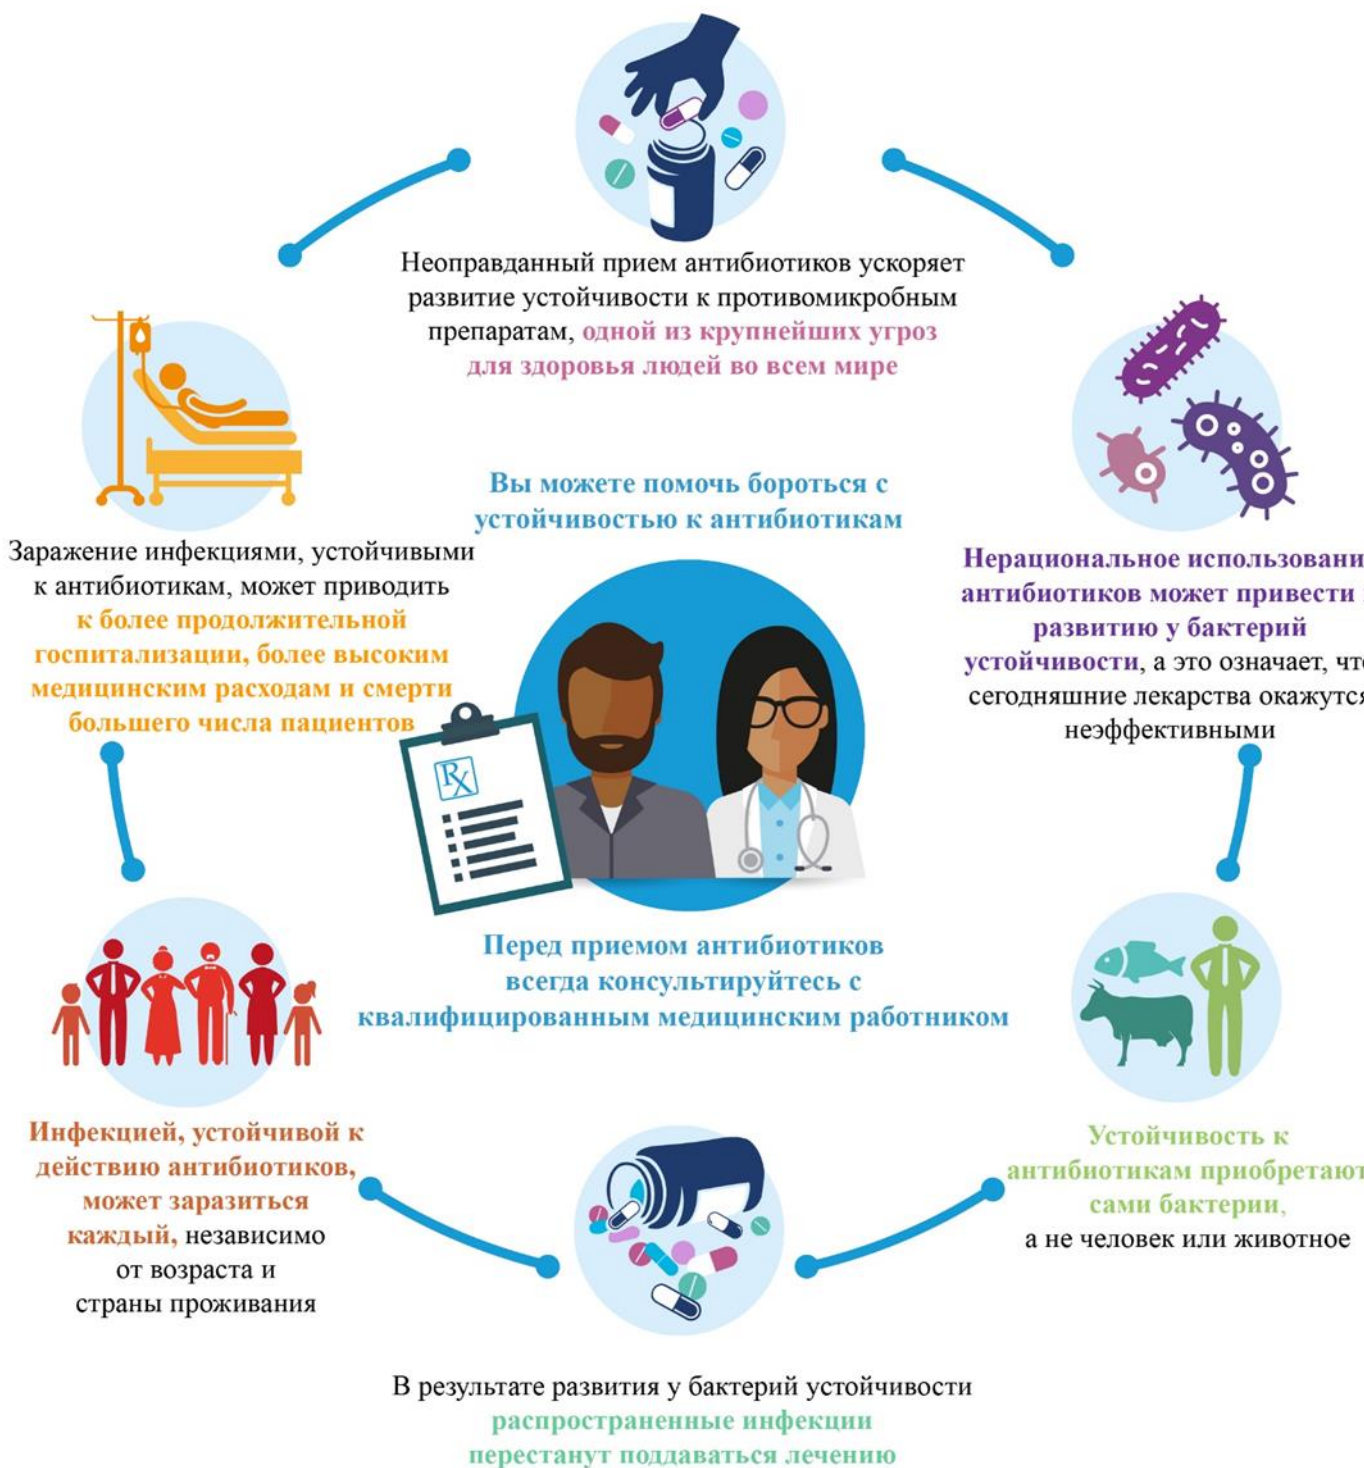 Неоправданный прием антибиотиков ускоряет
развитие устойчивости к противомикробным
препаратам, одной из крупнейших угроз
для здоровья людей во всем мире
Вы можете помочь бороться с
устойчивостью к антибиотикам
Заражение инфекциями, устойчивыми
к антибиотикам, может приводить
к более продолжительной
госпитализации, более высоким
медицинским расходам и смерти
большего числа пациентов
Нерациональное использовани
антибиотиков может привести
развитию у бактерий
устойчивости, а это означает, что
сегодняшние лекарства окажутся
неэффективными
Rx
Перед приемом антибиотиков
всегда консультируйтесь с
квалифицированным медицинским работником
Инфекцией, устойчивой к
действию антибиотиков,
может заразиться
каждый, независимо
от возраста и
страны проживания
Устойчивость к
антибиотикам приобретают
сами бактерии,
а не человек или животное
В результате развития у бактерий устойчивости
распространенные инфекции
перестанут поддаваться лечению